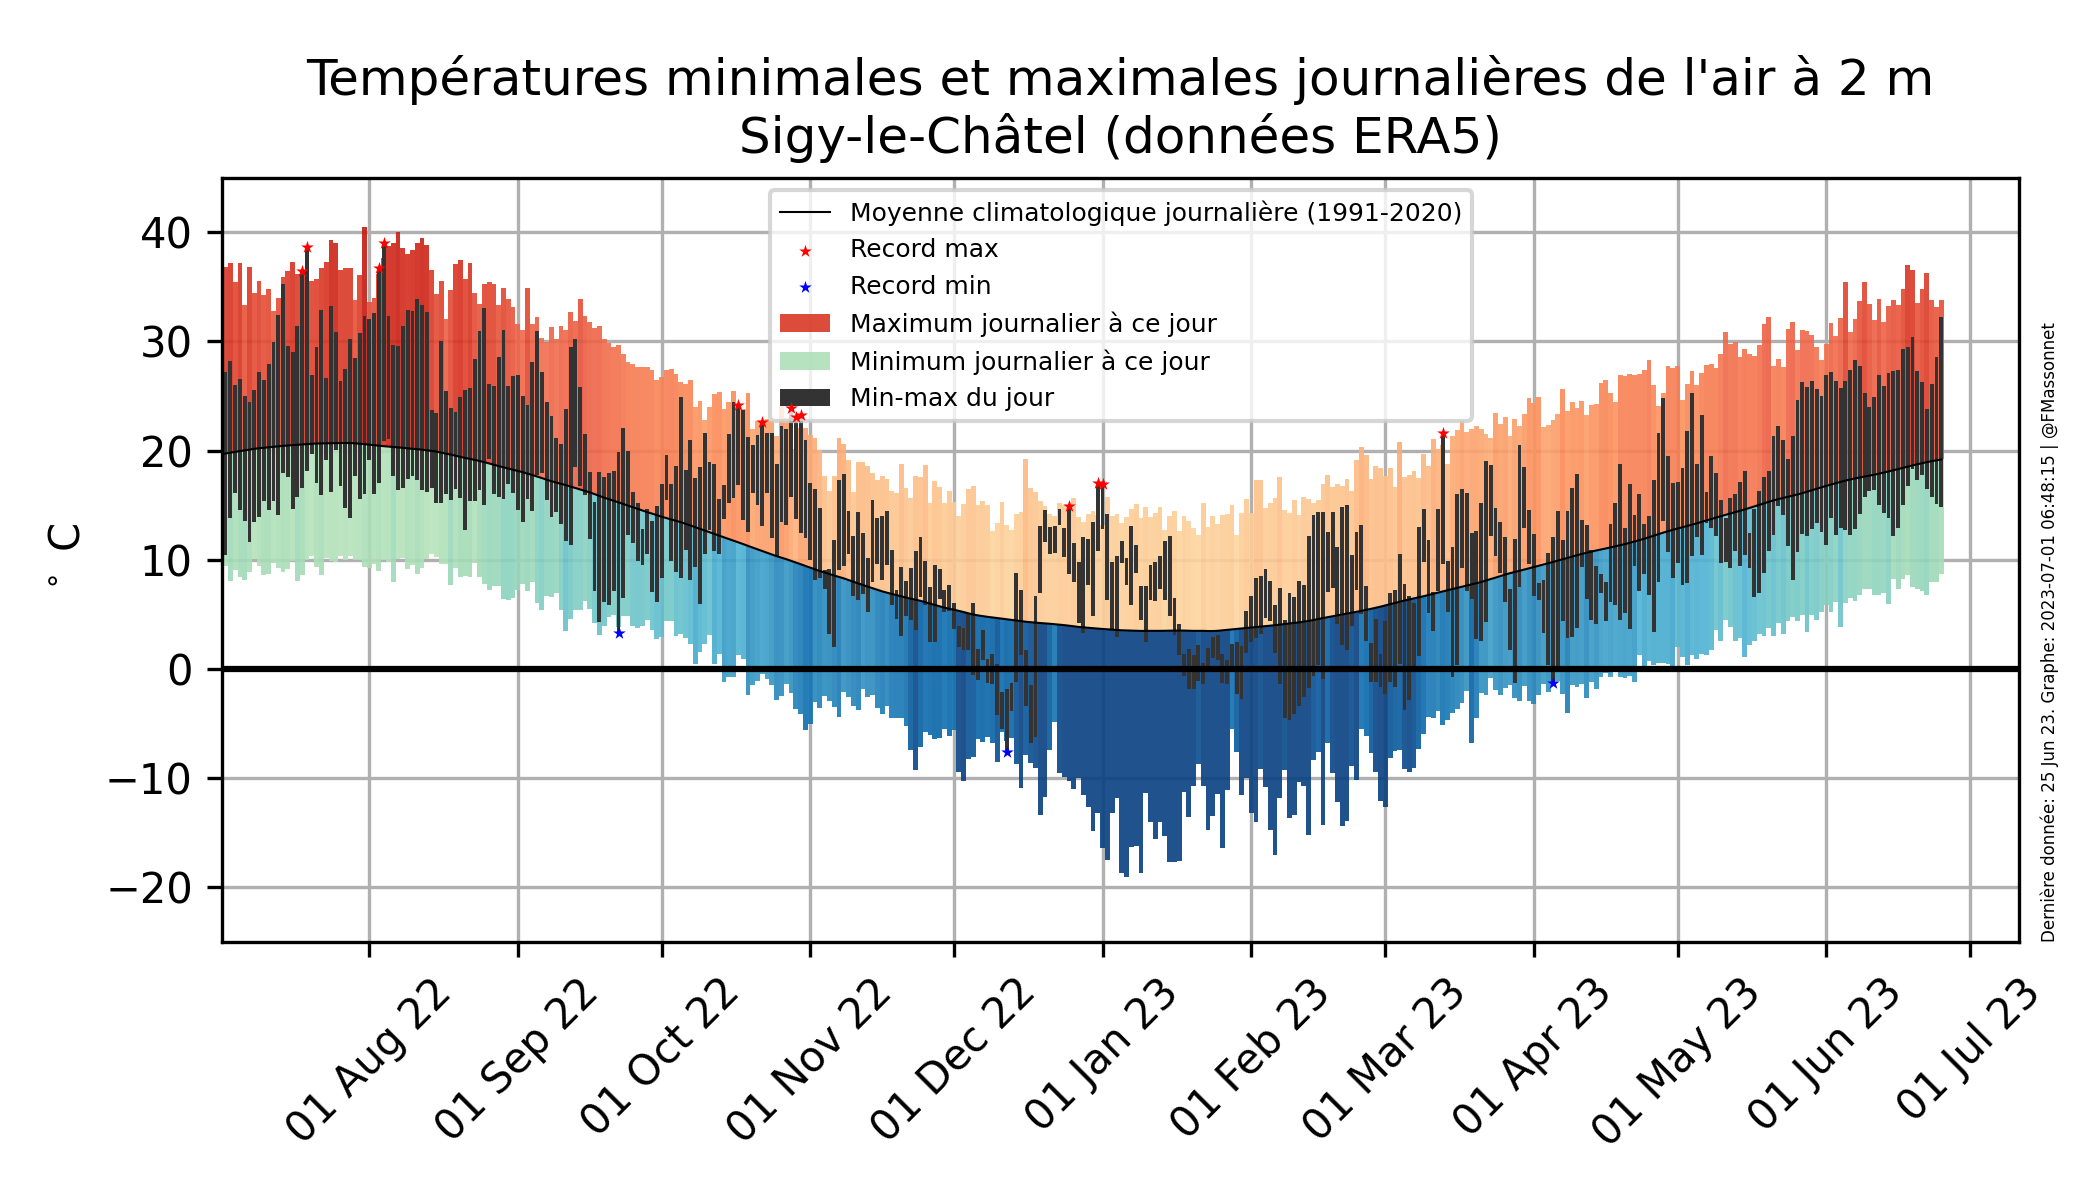 Températures minimales et maximales journalières de l'air à 2 m
Sigy-le-Châtel (données ERA5)
Moyenne climatologique journalière (1991-2020)
Record max
Record min
Maximum journalier à ce jour
Minimum journalier à ce jour
Min-max du jour
° C
40
30
20
10
0
−10
−20
01 Aug 22
01 Sep 22
01 Oct 22
01 Nov 22
01 Dec 22
01 Jan 23
01 Feb 23
01 Mar 23
01 Apr 23
01 May 23
01 Jun 23
01 Jul 23
Dernière donnée: 25 Jun 23. Graphe: 2023-07-01 06:48:15 | @FMassonnet